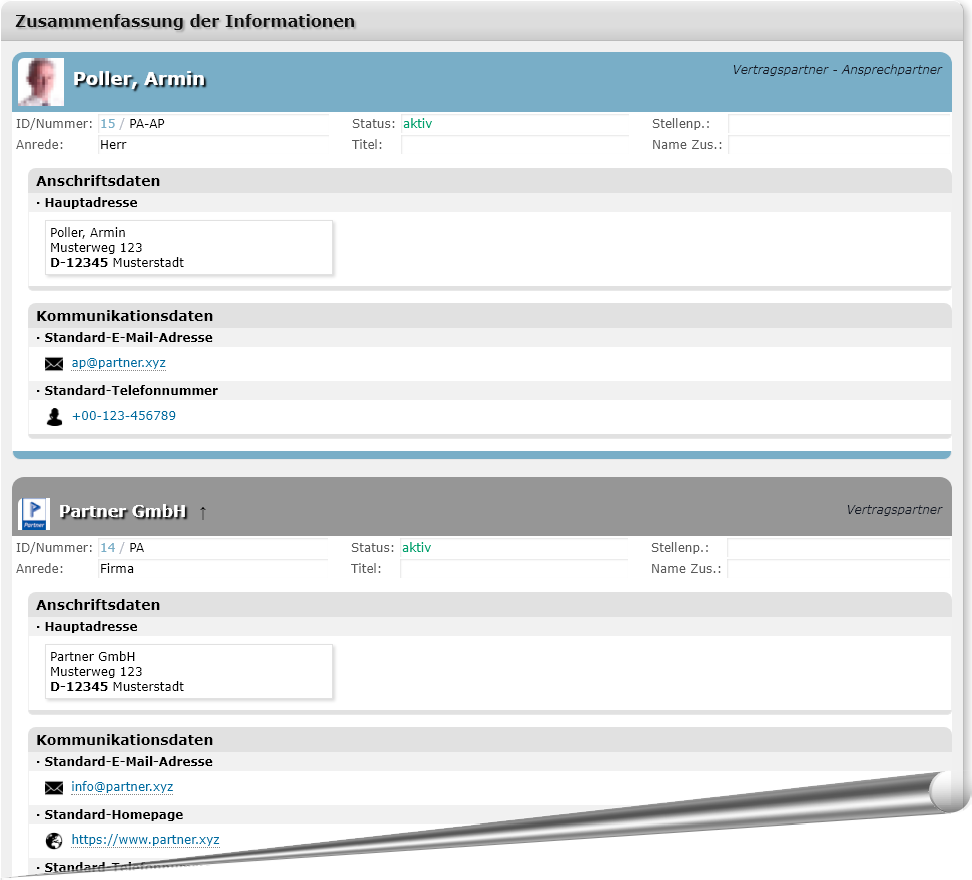 Zusammenfassung der Informationen
Poller, Armin
Vertragspartner - Ansprechpartner
ID/Nummer: 15 / PA-AP Status: aktiv Stellenp.:
Anrede: Herr Titel: Name Zus.:
Anschriftsdaten
· Hauptadresse
Poller, Armin
Musterweg 123
D-12345 Musterstadt
Kommunikationsdaten
· Standard-E-Mail-Adresse
ap@partner.xyz
· Standard-Telefonnummer
+00-123-456789
P
Partner
Partner GmbH ↑
Vertragspartner
ID/Nummer: 14 / PA Status: aktiv Stellenp.:
Anrede: Firma Titel: Name Zus.:
Anschriftsdaten
· Hauptadresse
Partner GmbH
Musterweg 123
D-12345 Musterstadt
Kommunikationsdaten
· Standard-E-Mail-Adresse
info@partner.xyz
· Standard-Homepage
https://www.partner.xyz